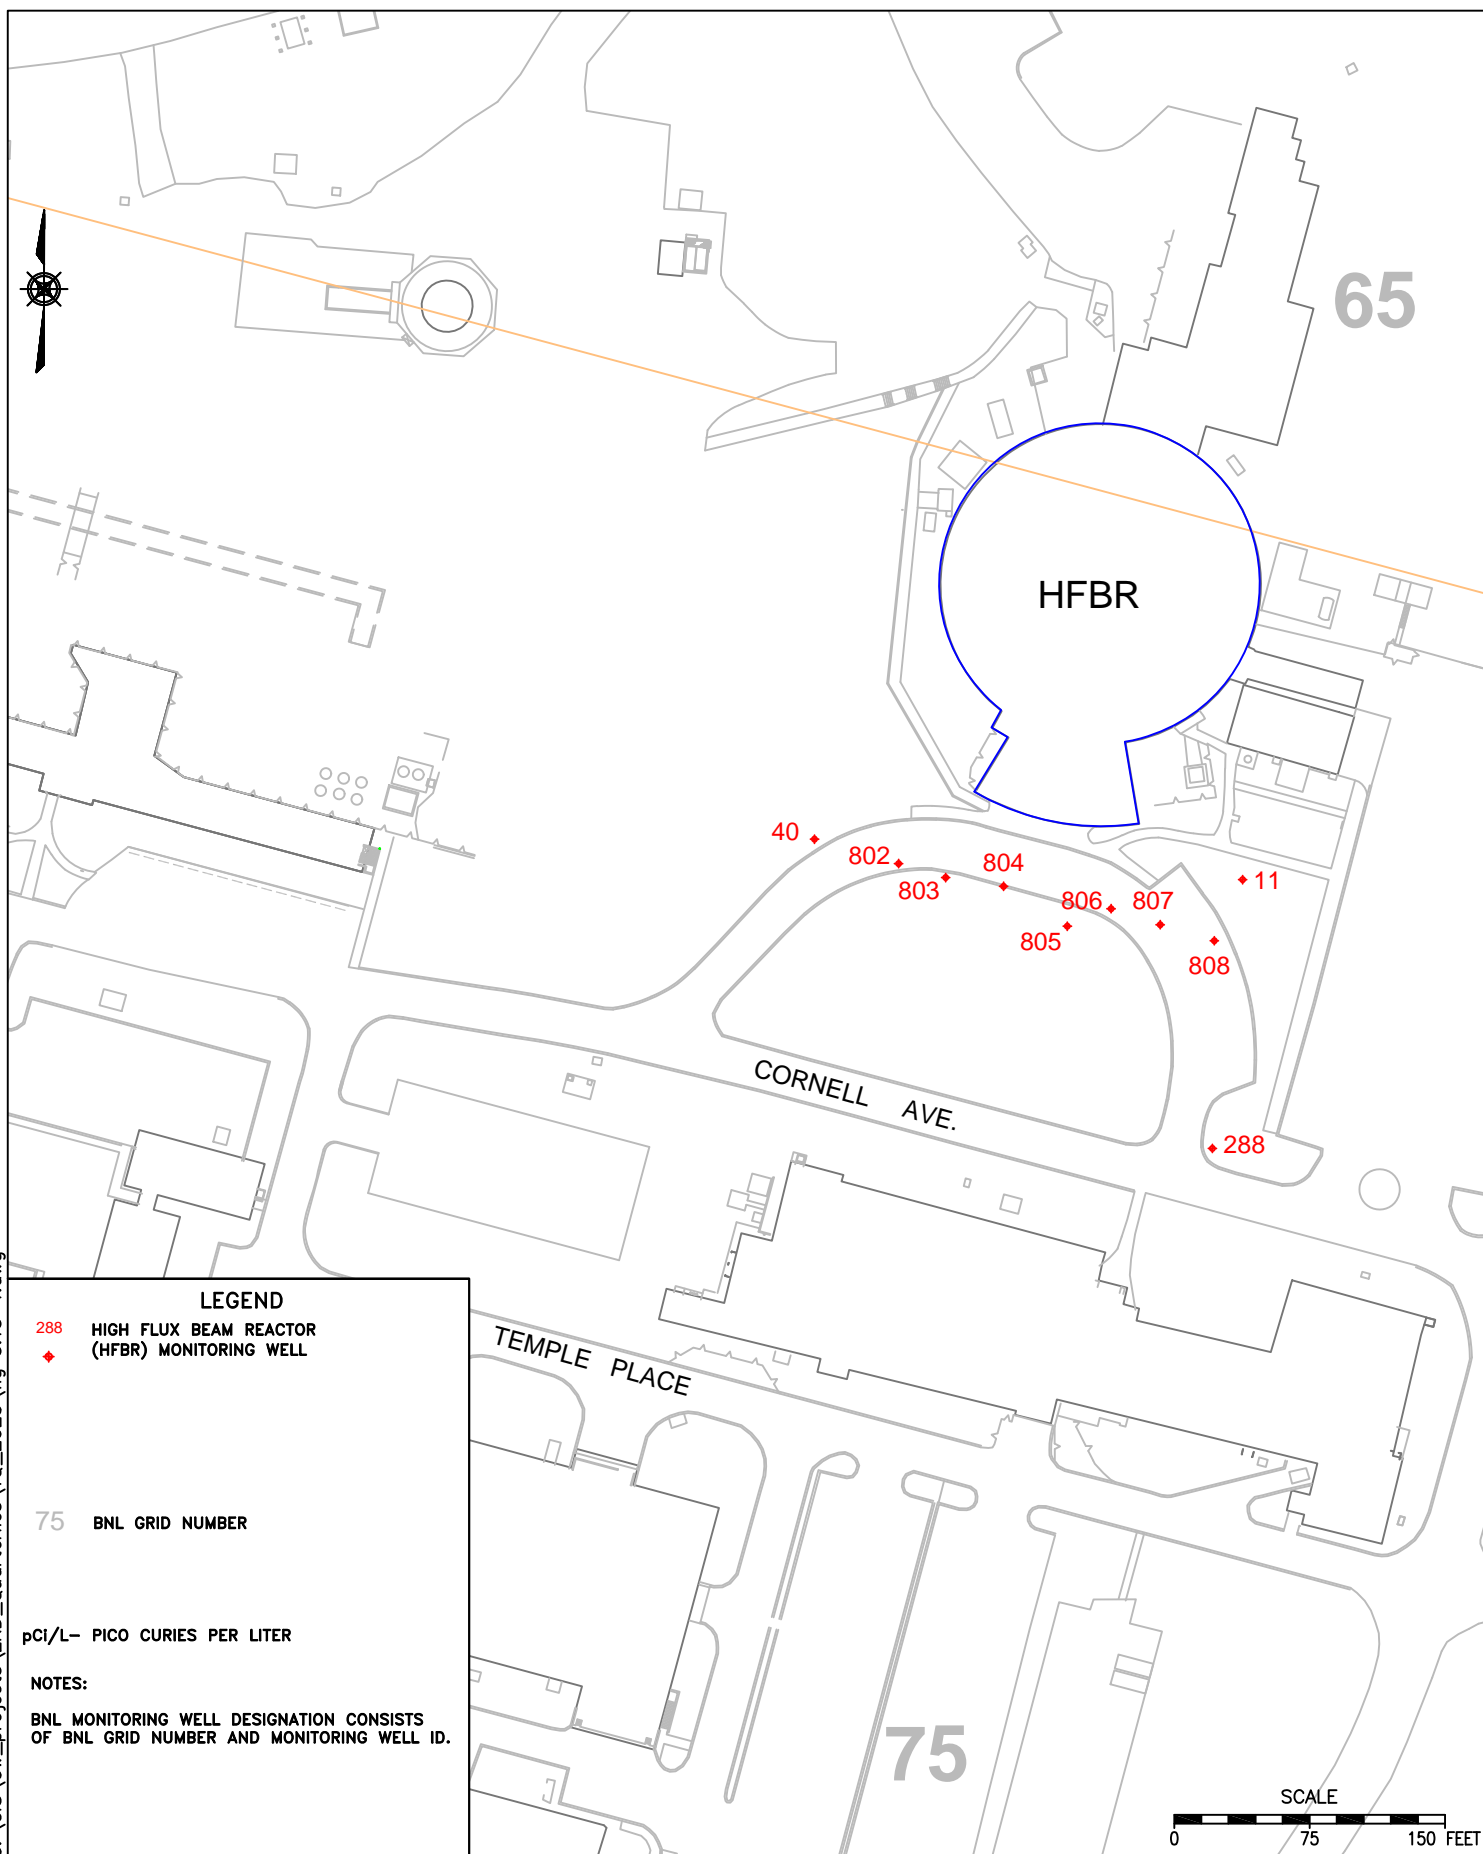 65
HFBR
40
802
803
804
805
806
807
808
11
288
CORNELL AVE.
TEMPLE PLACE
75
LEGEND
288 HIGH FLUX BEAM REACTOR
(HFBR) MONITORING WELL
75 BNL GRID NUMBER
pCi/L- PICO CURIES PER LITER
NOTES:
BNL MONITORING WELL DESIGNATION CONSISTS
OF BNL GRID NUMBER AND MONITORING WELL ID.
SCALE
0 75 150 FEET